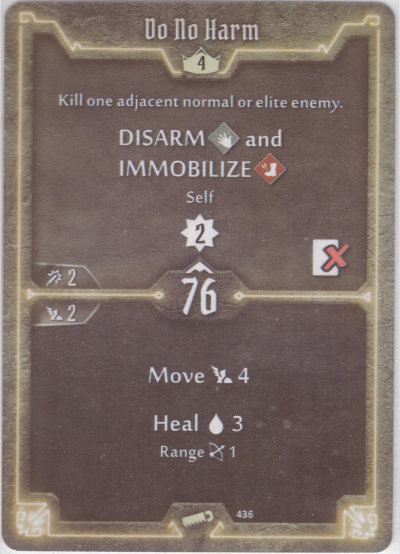 Do No Harm
4
Kill one adjacent normal or elite enemy.
DISARM and
IMMOBILIZE
Self
2
2
76
2
Move 4
Heal 3
Range 1
436